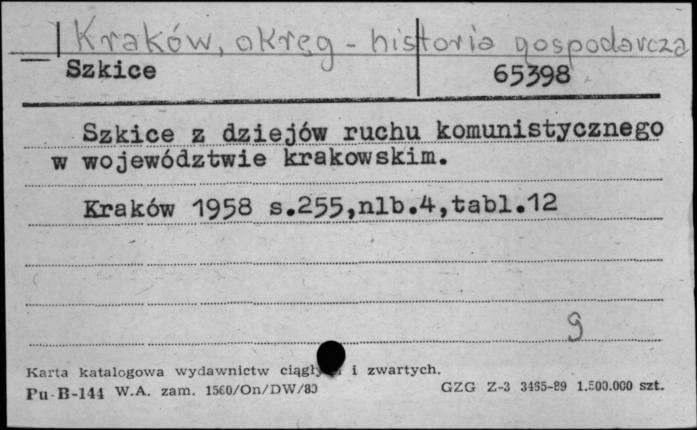 Kraków, okręg - historia gospodarcza
Szkice 65398
Szkice z dziejów ruchu komunistycznego
w województwie krakowskim.
Kraków 1958 s.255,nlb.4,tabl.12
g
Karta katalogowa wydawnictw i zwartych.
Pu-B-144 W.A. zam. 1560/On/DW/80 GZG Z-3 3465-89 1.500.000 szt.